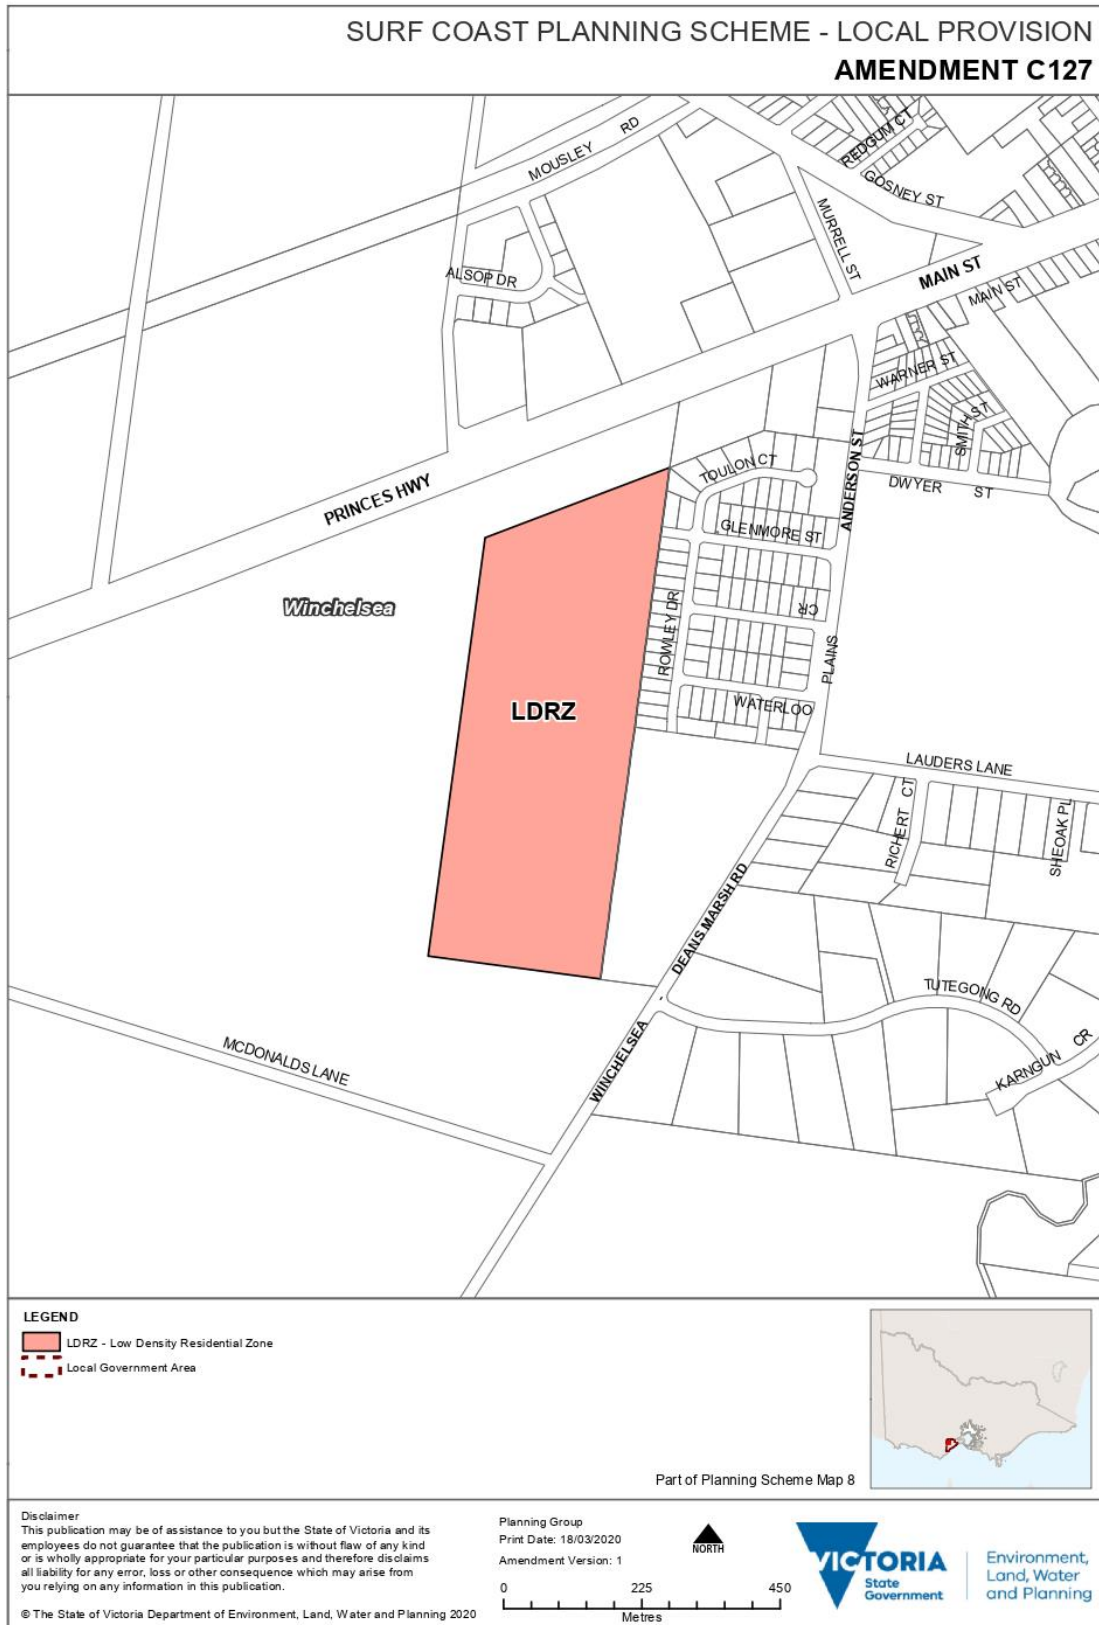 SURF COAST PLANNING SCHEME - LOCAL PROVISION
AMENDMENT C127
MOUSLEY RD
REDGUM CT
GOSNEY ST
MURRELL ST
ALSOP DR
MAIN ST
MAIN ST
WARNER ST
SMITH ST
ANDERSON ST
TOULON CT
DWYER ST
PRINCES HWY
GLENMORE ST
Winchelsea
CR
ROWLEY DR
PLAINS
LDRZ
WATERLOO
LAUDERS LANE
RICHERT CT
SHEOAK PL
DEANS MARSH RD
TUTEGONG RD
MCDONALDS LANE
WINCHELSEA -
KARNGUN CR
LEGEND
LDRZ - Low Density Residential Zone
Local Government Area
Part of Planning Scheme Map 8
Disclaimer
This publication may be of assistance to you but the State of Victoria and its
employees do not guarantee that the publication is without flaw of any kind
or is wholly appropriate for your particular purposes and therefore disclaims
all liability for any error, loss or other consequence which may arise from
you relying on any information in this publication.
© The State of Victoria Department of Environment, Land, Water and Planning 2020
Planning Group
Print Date: 18/03/2020
Amendment Version: 1
0 225 450
Metres
NORTH
VICTORIA
State
Government
Environment,
Land, Water
and Planning